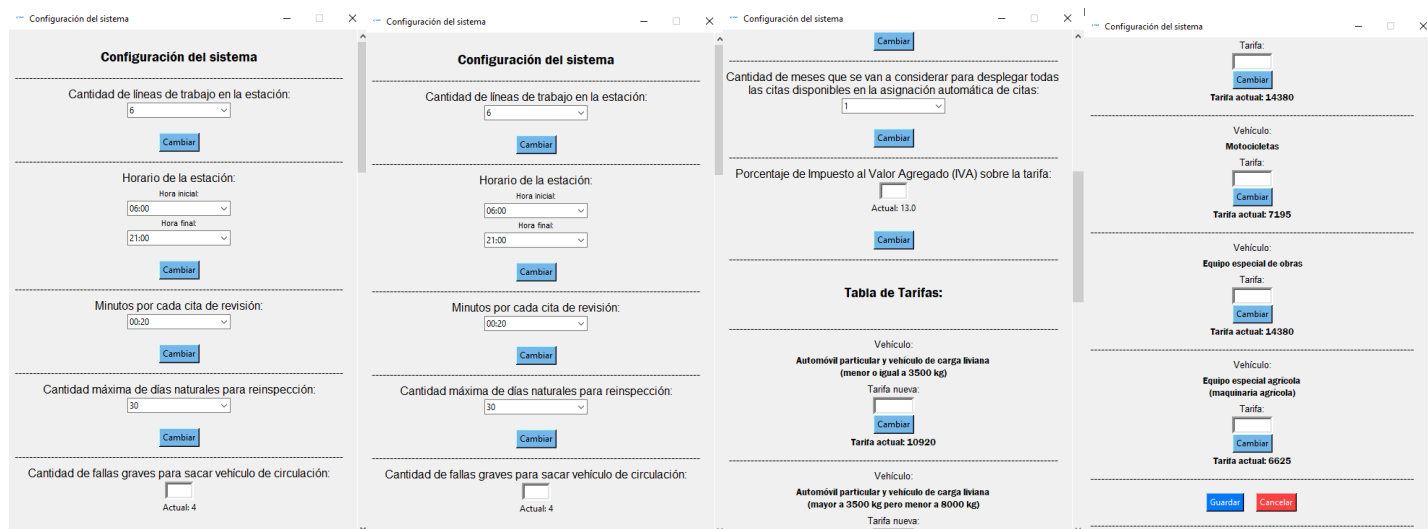 Configuración del sistema
Configuración del sistema
Cantidad de líneas de trabajo en la estación:
6
Cambiar
Horario de la estación:
Hora inicial:
06:00
Hora final:
21:00
Cambiar
Minutos por cada cita de revisión:
00:20
Cambiar
Cantidad máxima de días naturales para reinspección:
30
Cambiar
Cantidad de fallas graves para sacar vehículo de circulación:
Actual: 4
Configuración del sistema
Configuración del sistema
Cantidad de líneas de trabajo en la estación:
6
Cambiar
Horario de la estación:
Hora inicial:
06:00
Hora final:
21:00
Cambiar
Minutos por cada cita de revisión:
00:20
Cambiar
Cantidad máxima de días naturales para reinspección:
30
Cambiar
Cantidad de fallas graves para sacar vehículo de circulación:
Actual: 4
Configuración del sistema
Cambiar
Cantidad de meses que se van a considerar para desplegar todas
las citas disponibles en la asignación automática de citas:
1
Cambiar
Porcentaje de Impuesto al Valor Agregado (IVA) sobre la tarifa:
Actual: 13.0
Cambiar
Tabla de Tarifas:
Vehículo:
Automóvil particular y vehículo de carga liviana
(menor o igual a 3500 kg)
Tarifa nueva:
Cambiar
Tarifa actual: 10920
Vehículo:
Automóvil particular y vehículo de carga liviana
(mayor a 3500 kg pero menor a 8000 kg)
Tarifa nueva:
Configuración del sistema
Tarifa:
Cambiar
Tarifa actual: 14380
Vehículo:
Motocicletas
Tarifa:
Cambiar
Tarifa actual: 7195
Vehículo:
Equipo especial de obras
Tarifa:
Cambiar
Tarifa actual: 14380
Vehículo:
Equipo especial agrícola
(maquinaria agrícola)
Tarifa:
Cambiar
Tarifa actual: 6625
Guardar Cancelar